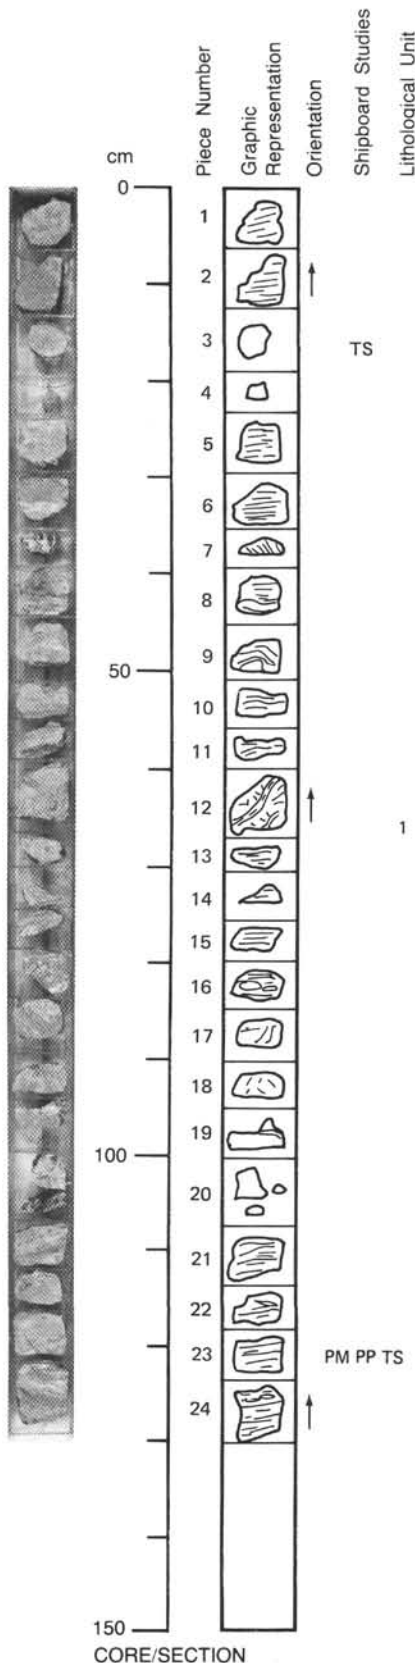 cm
Piece Number
Graphic
Representation
Orientation
Shipboard Studies
Lithological Unit
0
1
2
3 TS
4
5
6
7
8
9
50
10
11
12
1
13
14
15
16
17
18
19
100
20
21
22
23 PM PP TS
24
150
CORE/SECTION